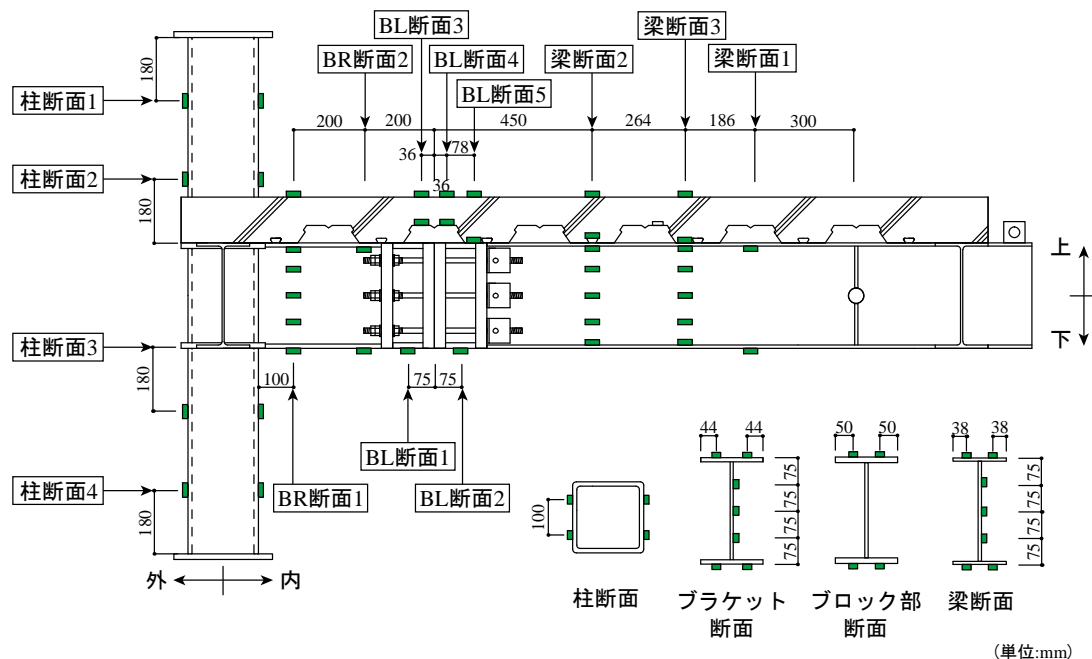 BL断面3
梁断面3
BR断面2
BL断面4
梁断面2
梁断面1
BL断面5
180
柱断面1
200
200
450
264
186
300
36
78
36
柱断面2
180
上
下
柱断面3
180
100
75
75
BL断面1
BR断面1
BL断面2
柱断面4
180
外
内
100
柱断面
44
44
75
75
75
75
ブラケット
断面
50
50
ブロック部
断面
38
38
75
75
75
75
梁断面
(単位:mm)